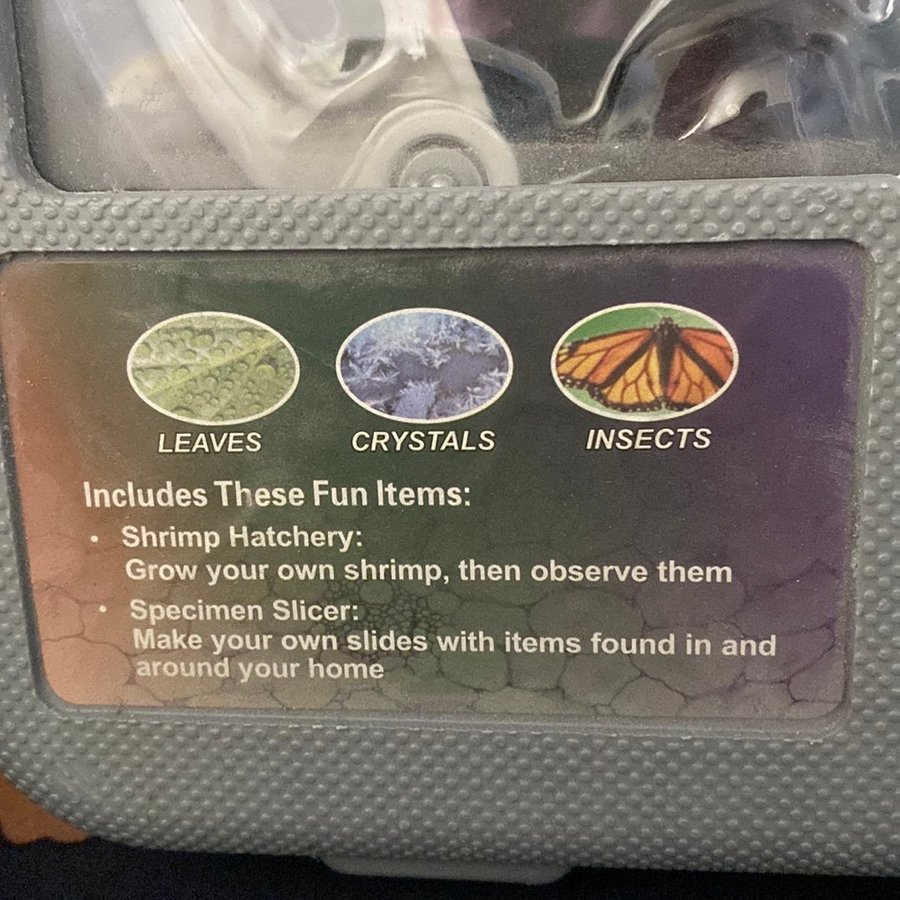 LEAVES CRYSTALS INSECTS
Includes These Fun Items:
• Shrimp Hatchery:
Grow your own shrimp, then observe them
• Specimen Slicer:
Make your own slides with items found in and
around your home